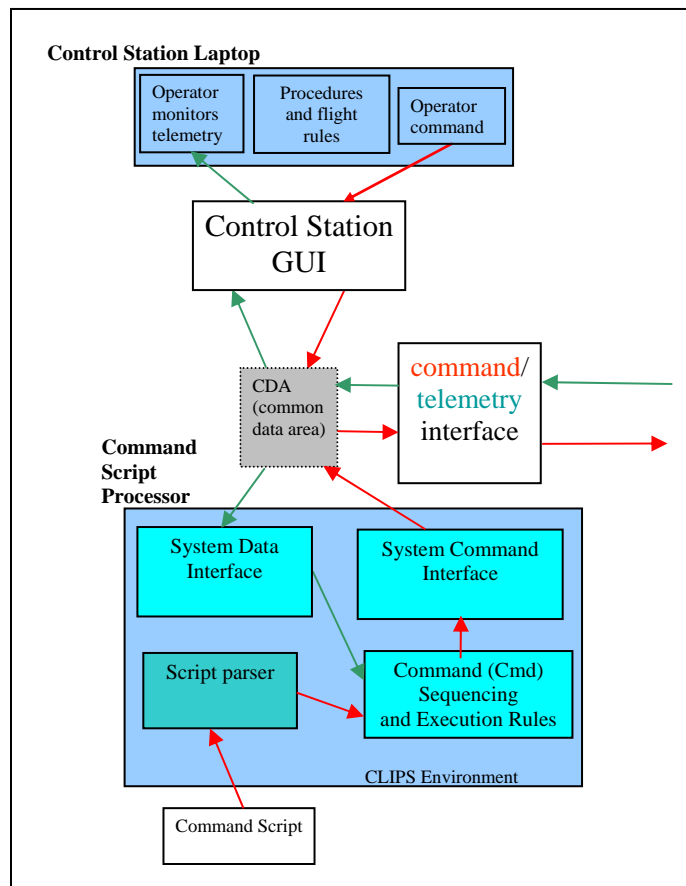 Control Station Laptop
Operator
monitors
telemetry
Procedures
and flight
rules
Operator
command
Control Station
GUI
CDA
(common
data area)
command/
telemetry
interface
Command
Script
Processor
System Data
Interface
System Command
Interface
Script parser
Command (Cmd)
Sequencing
and Execution Rules
CLIPS Environment
Command Script